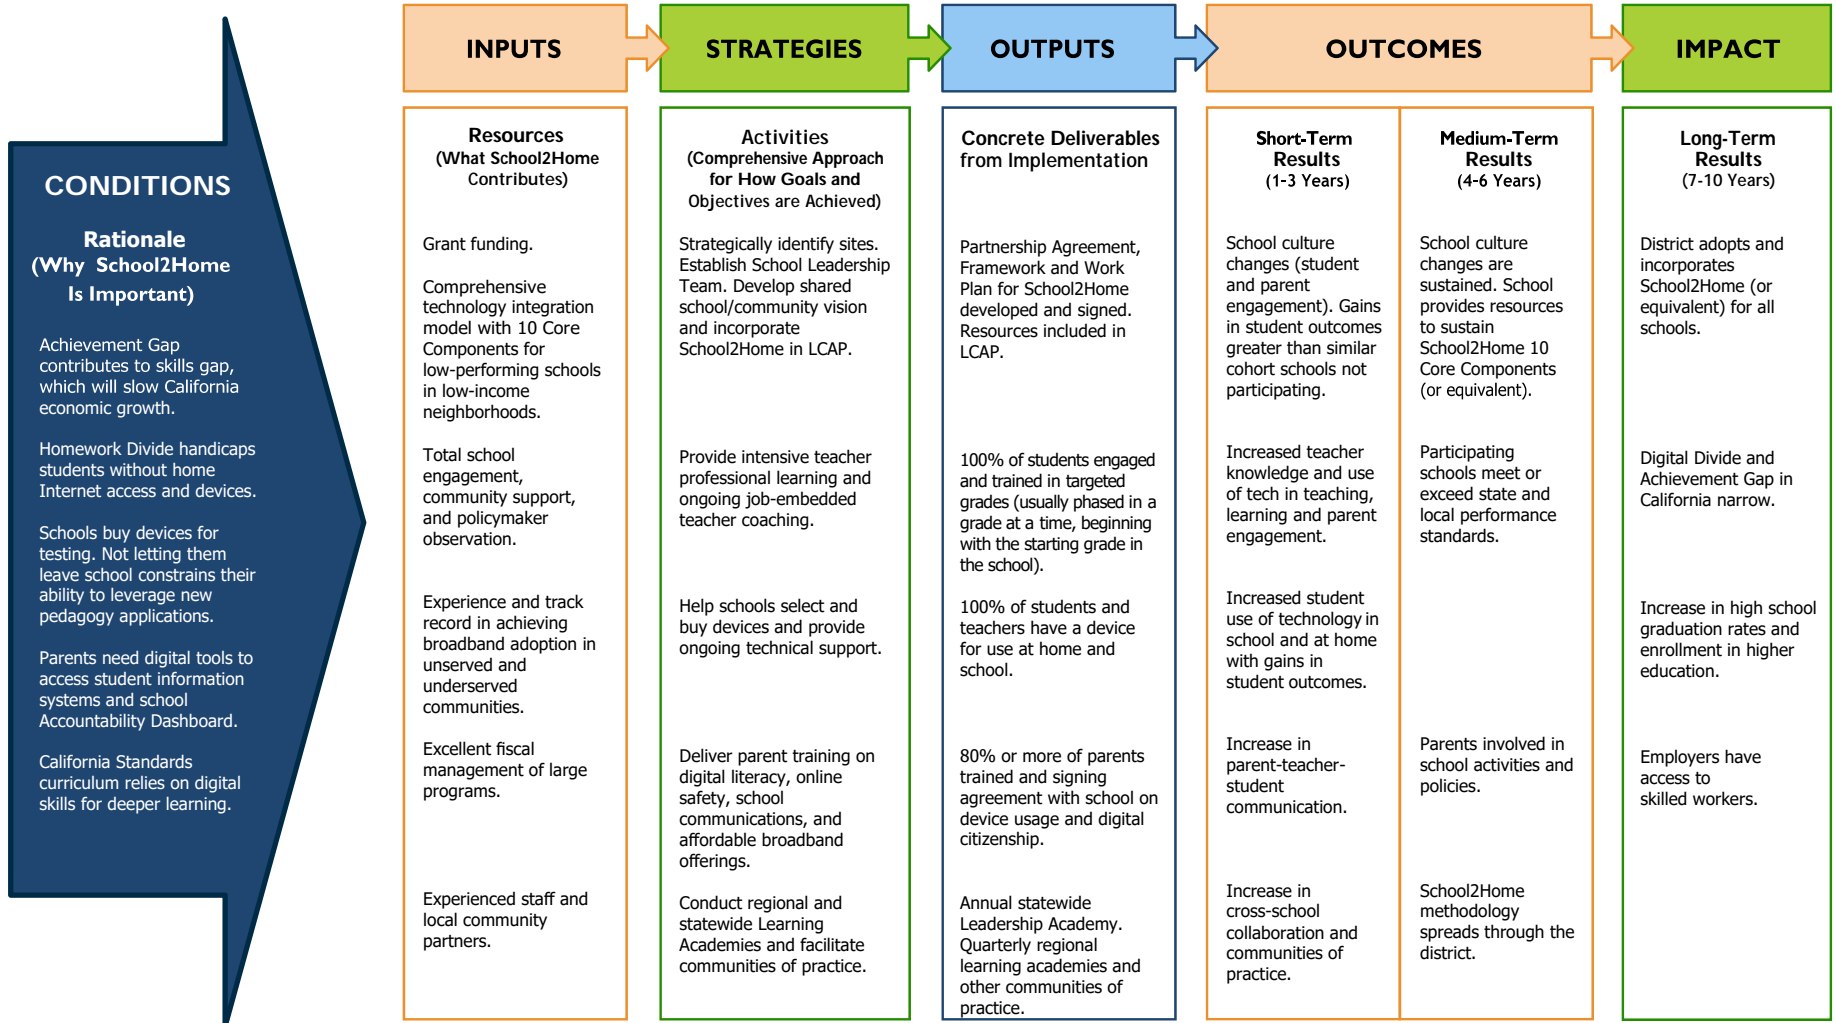 CONDITIONS
Rationale
(Why School2Home
Is Important)
Achievement Gap
contributes to skills gap,
which will slow California
economic growth.
Homework Divide handicaps
students without home
Internet access and devices.
Schools buy devices for
testing. Not letting them
leave school constrains their
ability to leverage new
pedagogy applications.
Parents need digital tools to
access student information
systems and school
Accountability Dashboard.
California Standards
curriculum relies on digital
skills for deeper learning.
INPUTS
Resources
(What School2Home
Contributes)
Grant funding.
Comprehensive
technology integration
model with 10 Core
Components for
low-performing schools
in low-income
neighborhoods.
Total school
engagement,
community support,
and policymaker
observation.
Experience and track
record in achieving
broadband adoption in
unserved and
underserved
communities.
Excellent fiscal
management of large
programs.
Experienced staff and
local community
partners.
STRATEGIES
Activities
(Comprehensive Approach
for How Goals and
Objectives are Achieved)
Strategically identify sites.
Establish School Leadership
Team. Develop shared
school/community vision
and incorporate
School2Home in LCAP.
Provide intensive teacher
professional learning and
ongoing job-embedded
teacher coaching.
Help schools select and
buy devices and provide
ongoing technical support.
Deliver parent training on
digital literacy, online
safety, school
communications, and
affordable broadband
offerings.
Conduct regional and
statewide Learning
Academies and facilitate
communities of practice.
OUTPUTS
Concrete Deliverables
from Implementation
Partnership Agreement,
Framework and Work
Plan for School2Home
developed and signed.
Resources included in
LCAP.
100% of students engaged
and trained in targeted
grades (usually phased in a
grade at a time, beginning
with the starting grade in
the school).
100% of students and
teachers have a device
for use at home and
school.
80% or more of parents
trained and signing
agreement with school on
device usage and digital
citizenship.
Annual statewide
Leadership Academy.
Quarterly regional
learning academies and
other communities of
practice.
OUTCOMES
Short-Term
Results
(1-3 Years)
School culture
changes (student
and parent
engagement). Gains
in student outcomes
greater than similar
cohort schools not
participating.
Increased teacher
knowledge and use
of tech in teaching,
learning and parent
engagement.
Increased student
use of technology in
school and at home
with gains in
student outcomes.
Increase in
parent-teacher-
student
communication.
Increase in
cross-school
collaboration and
communities of
practice.
Medium-Term
Results
(4-6 Years)
School culture
changes are
sustained. School
provides resources
to sustain
School2Home 10
Core Components
(or equivalent).
Participating
schools meet or
exceed state and
local performance
standards.
Parents involved in
school activities and
policies.
School2Home
methodology
spreads through the
district.
IMPACT
Long-Term
Results
(7-10 Years)
District adopts and
incorporates
School2Home (or
equivalent) for all
schools.
Digital Divide and
Achievement Gap in
California narrow.
Increase in high school
graduation rates and
enrollment in higher
education.
Employers have
access to
skilled workers.